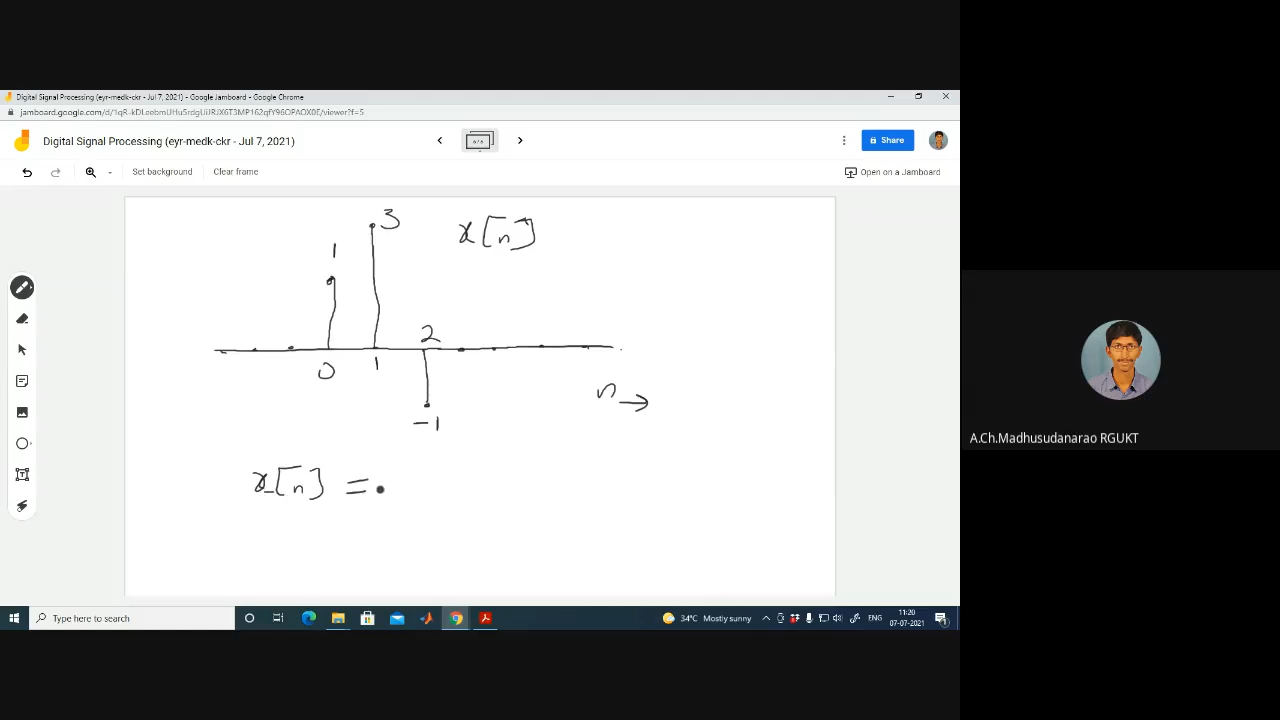 Digital Signal Processing (eyr-medk-ckr - Jul 7, 2021) - Google Jamboard - Google Chrome
Digital Signal Processing (eyr-medk-ckr - Jul 7, 2021)
6 / 6
Share
Set background
Clear frame
Open on a Jamboard
3
x[n]
1
2
0
1
n →
-1
x[n] =
A.Ch.Madhusudanarao RGUKT
Type here to search
34°C Mostly sunny
ENG
11:20
07-07-2021